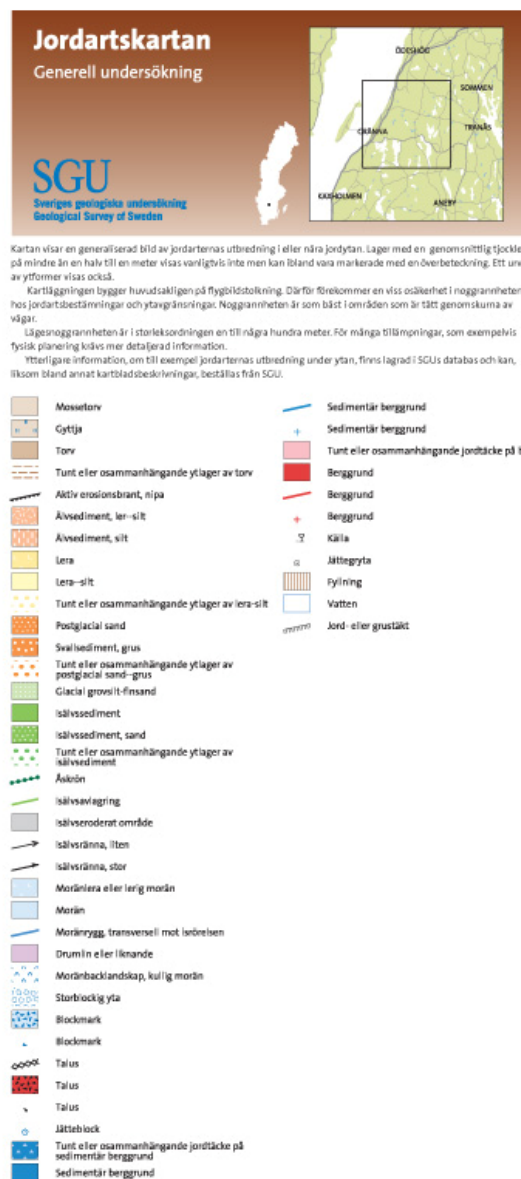 Jordartskartan
Generell undersökning
SGU
Sveriges geologiska undersökning
Geological Survey of Sweden
ÖDESHÖG
SOMMEN
GRÄNNA
TRANÅS
KAXHOLMEN
ANEBY
Kartan visar en generaliserad bild av jordarternas utbredning i eller nära jordytan. Lager med en genomsnittlig tjockle
på mindre än en halv till en meter visas vanligtvis inte men kan ibland vara markerade med en överbeteckning. Ett urv
av ytformer visas också.
Kartläggningen bygger huvudsakligen på flygbildstolkning. Därför förekommer en viss osäkerhet i noggrannheten
hos jordartsbestämningar och ytavgränsningar. Noggrannheten är som bäst i områden som är tätt genomskurna av
vägar.
Lägesnoggrannheten är i storleksordningen en till några hundra meter. För många tillämpningar, som exempelvis
fysisk planering krävs mer detaljerad information.
Ytterligare information, om till exempel jordarternas utbredning under ytan, finns lagrad i SGUs databas och kan,
liksom bland annat kartbladsbeskrivningar, beställas från SGU.
Mossetorv
Gyttja
Torv
Tunt eller osammanhängande ytlager av torv
Aktiv erosionsbrant, nipa
Älvsediment, ler--silt
Älvsediment, silt
Lera
Lera--silt
Tunt eller osammanhängande ytlager av lera-silt
Postglacial sand
Svallsediment, grus
Tunt eller osammanhängande ytlager av
postglacial sand--grus
Glacial grovsilt-finsand
Isälvssediment
Isälvssediment, sand
Tunt eller osammanhängande ytlager av
isälvsediment
Åskrön
Isälvsavlagring
Isälvseroderat område
Isälvsränna, liten
Isälvsränna, stor
Moränlera eller lerig morän
Morän
Moränrygg, transversell mot isrörelsen
Drumlin eller liknande
Moränbacklandskap, kullig morän
Storblockig yta
Blockmark
Blockmark
Talus
Talus
Talus
Jätteblock
Tunt eller osammanhängande jordtäcke på
sedimentär berggrund
Sedimentär berggrund
Sedimentär berggrund
Sedimentär berggrund
Tunt eller osammanhängande jordtäcke på b
Berggrund
Berggrund
Berggrund
Källa
Jättegryta
Fyllning
Vatten
Jord- eller grustäkt